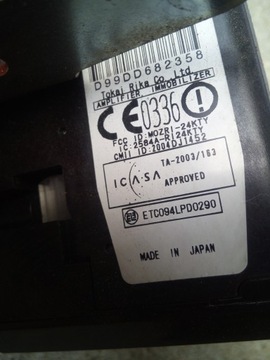 D99DD682358
Tokai Rika Co., Ltd.
AMPLIFIER, IMMOBILIZER
CE0336
FCC ID:MOZRI-24KTY
IC:2584A-RI24KTY
CMII ID:2004DJ1452
TA-2003/163
ICASA
APPROVED
ETC094LPD0290
MADE IN JAPAN